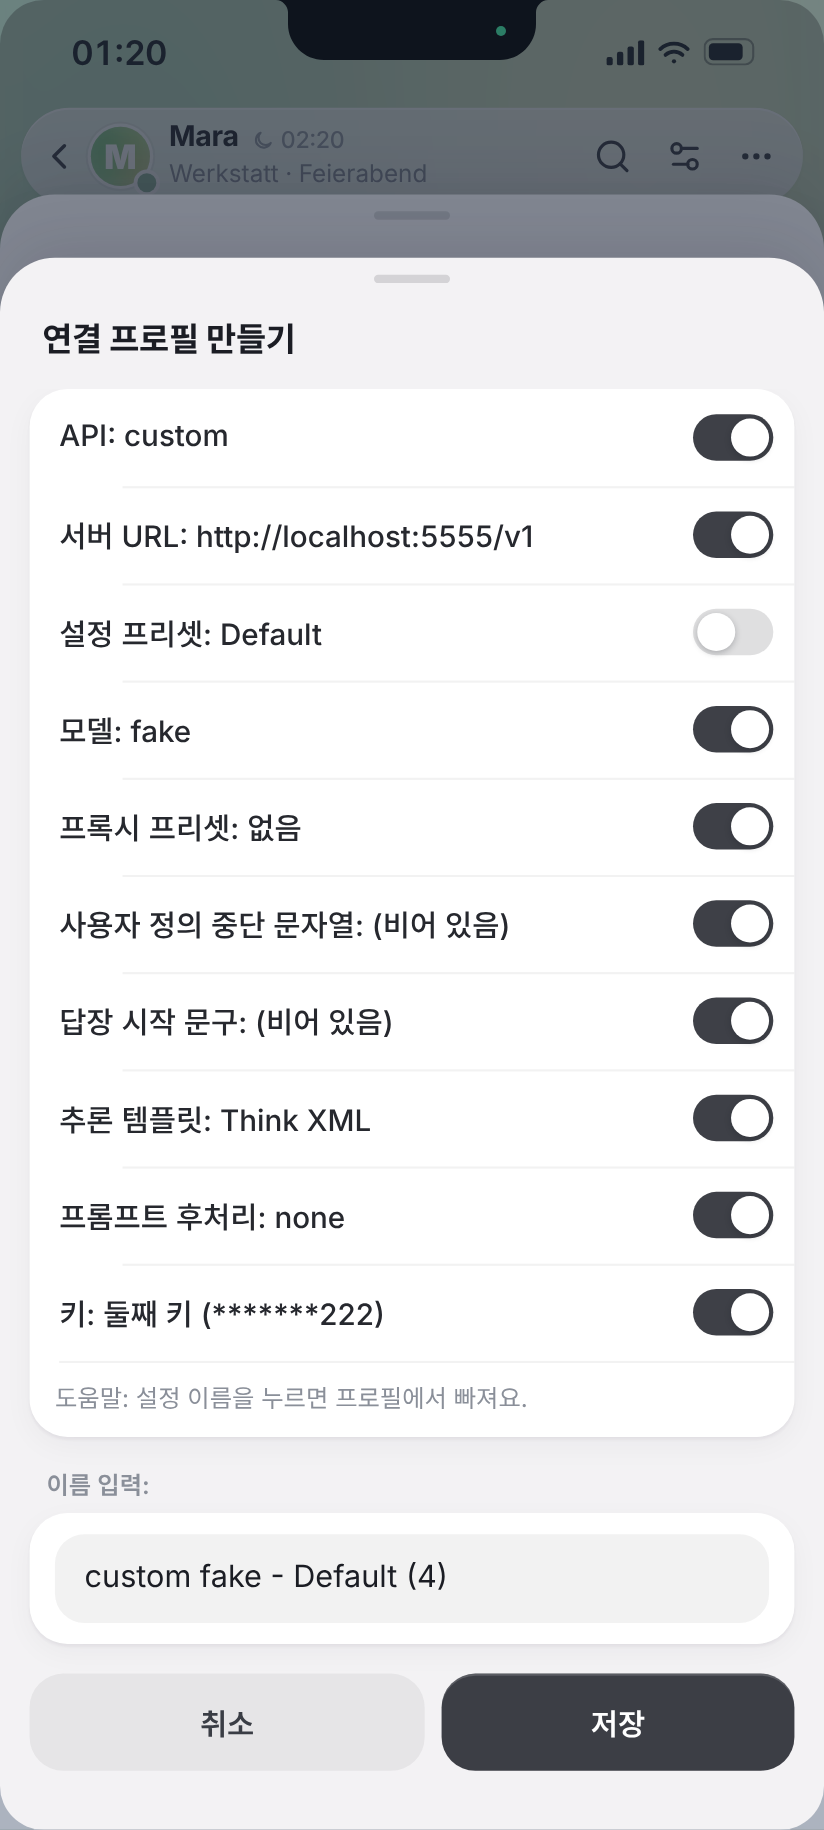 01:20
Mara 02:20
M
Werkstatt · Feierabend
연결 프로필 만들기
API: custom
서버 URL: http://localhost:5555/v1
설정 프리셋: Default
모델: fake
프록시 프리셋: 없음
사용자 정의 중단 문자열: (비어 있음)
답장 시작 문구: (비어 있음)
추론 템플릿: Think XML
프롬프트 후처리: none
키: 둘째 키 (*******222)
도움말: 설정 이름을 누르면 프로필에서 빠져요.
이름 입력:
custom fake - Default (4)
취소
저장